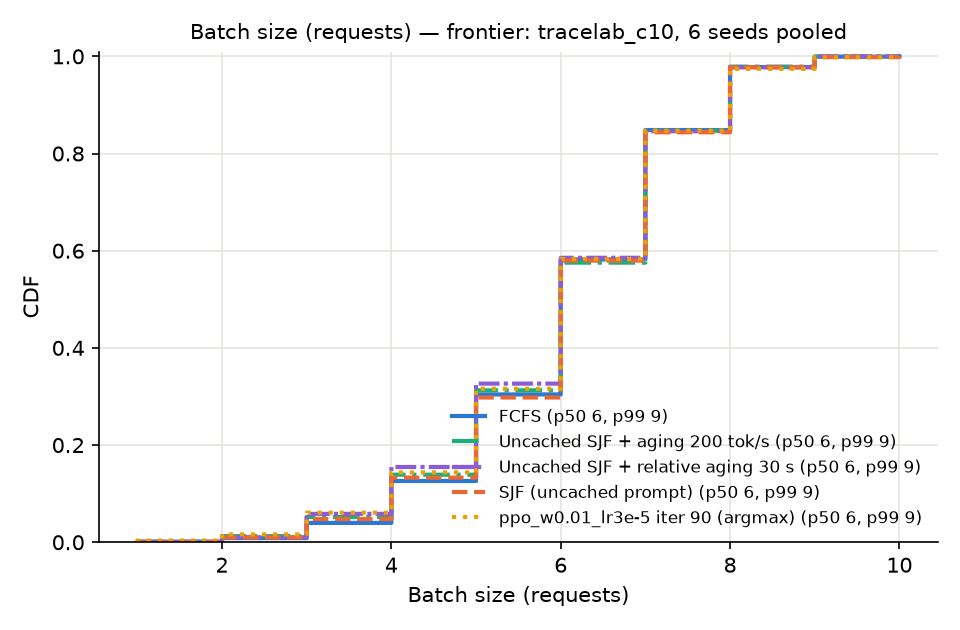 Batch size (requests) — frontier: tracelab_c10, 6 seeds pooled
1.0
0.8
0.6
0.4
0.2
0.0
CDF
FCFS (p50 6, p99 9)
Uncached SJF + aging 200 tok/s (p50 6, p99 9)
Uncached SJF + relative aging 30 s (p50 6, p99 9)
SJF (uncached prompt) (p50 6, p99 9)
ppo_w0.01_lr3e-5 iter 90 (argmax) (p50 6, p99 9)
2 4 6 8 10
Batch size (requests)